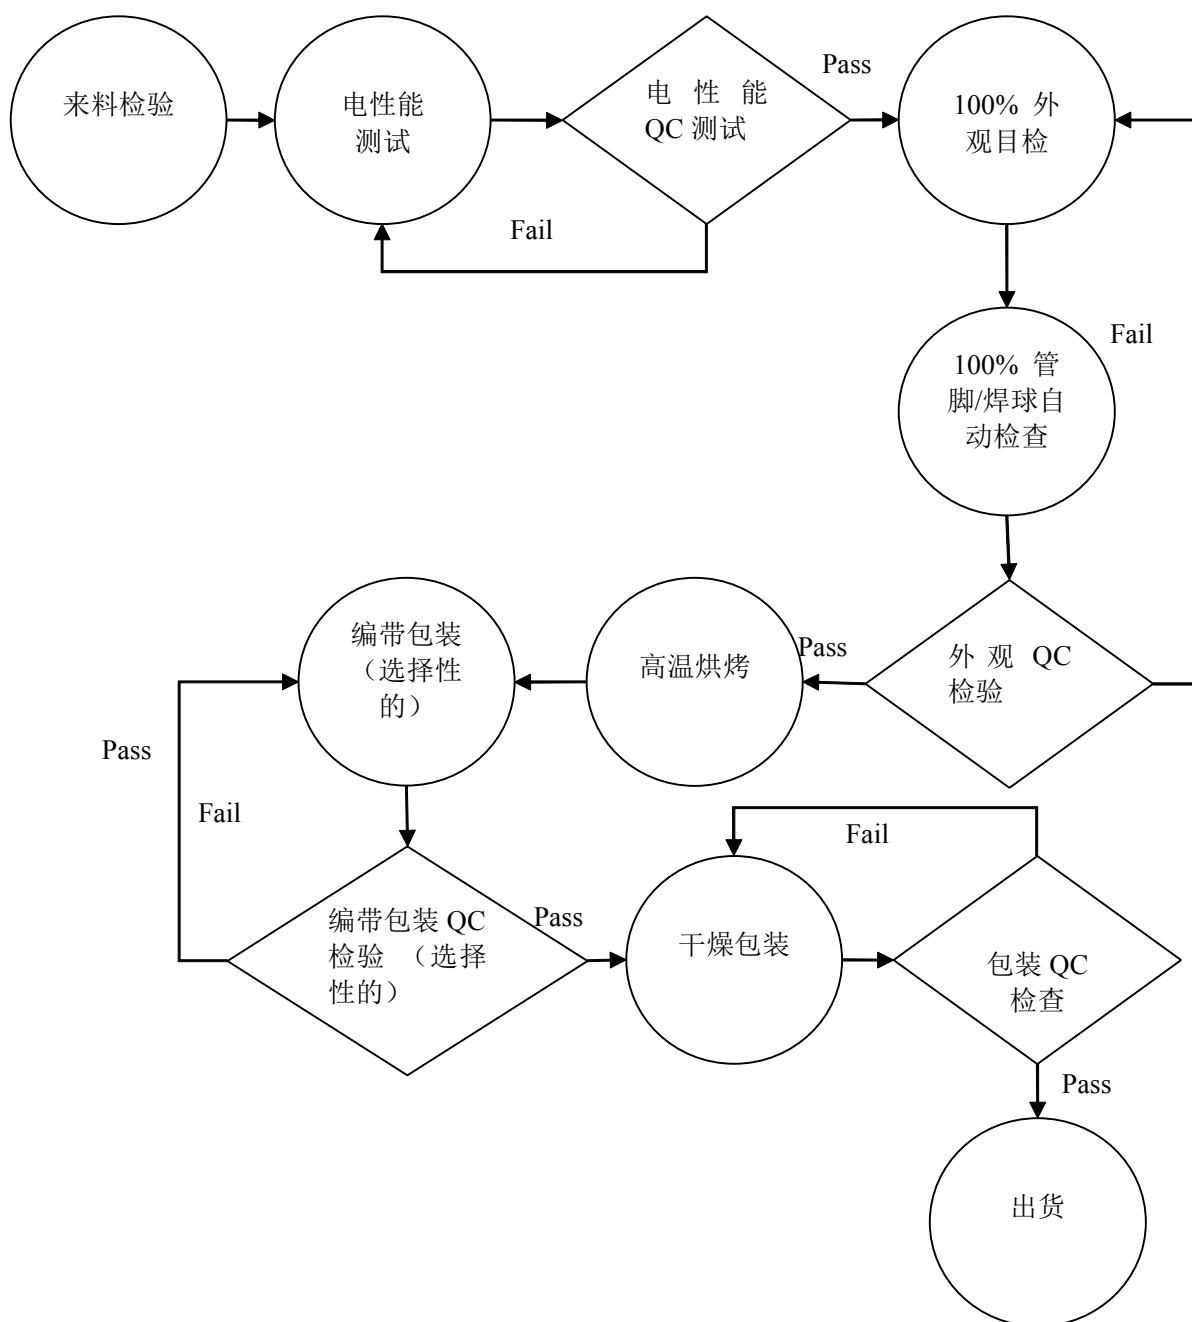 来料检验
电性能
测试
电 性 能
QC 测试
Pass
100% 外
观目检
Fail
100% 管
脚/焊球自
动检查
Fail
编带包装
（选择性
的）
高温烘烤
Pass
外 观 QC
检验
Pass
Fail
编带包装 QC
检验 （选择
性的）
Pass
干燥包装
Fail
包装 QC
检查
Pass
出货